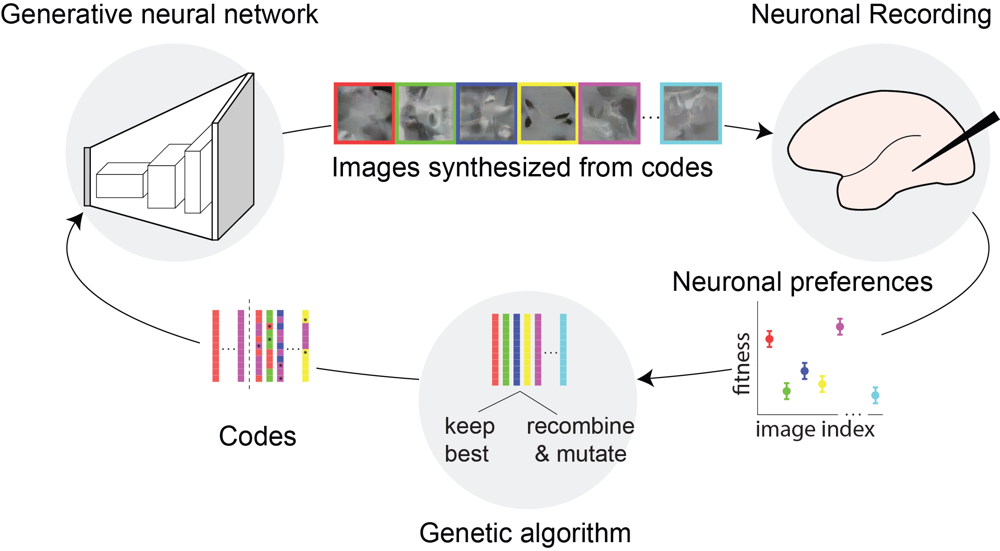 Generative neural network
Neuronal Recording
Images synthesized from codes
Neuronal preferences
fitness
image index
keep
best
recombine
& mutate
Codes
Genetic algorithm